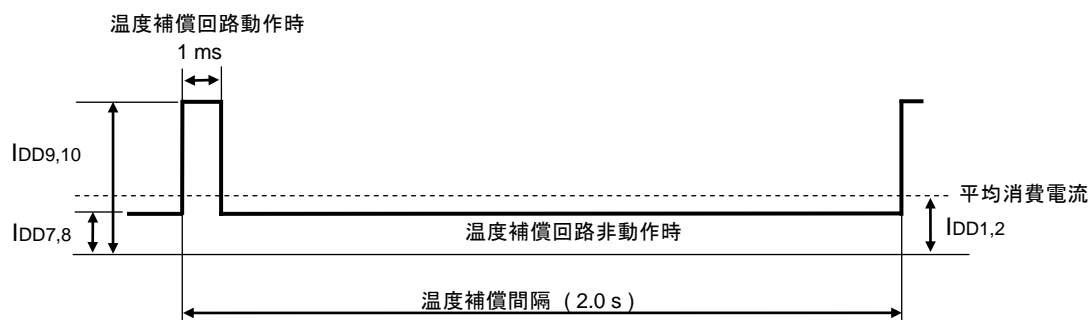 温度補償回路動作時
1 ms
IDD9,10
平均消費電流
IDD7,8
温度補償回路非動作時
IDD1,2
温度補償間隔 ( 2.0 s )